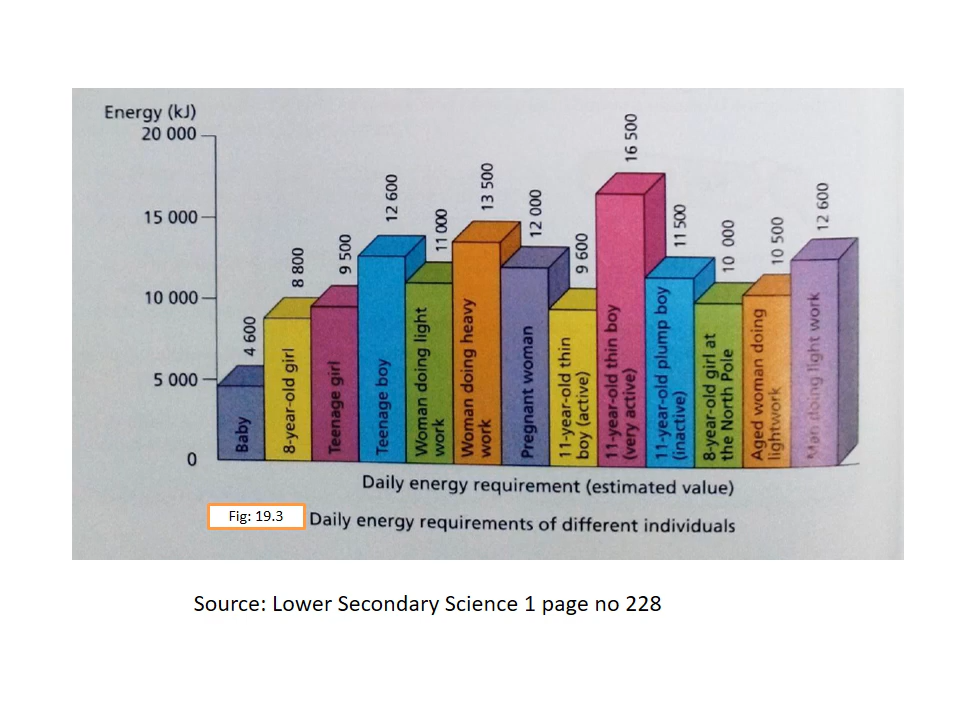 Energy (kJ)
20 000
15 000
10 000
5 000
0
4 600
8 800
9 500
12 600
11 000
13 500
12 000
9 600
16 500
11 500
10 000
10 500
12 600
Baby
8-year-old girl
Teenage girl
Teenage boy
Woman doing light
work
Woman doing heavy
work
Pregnant woman
11-year-old thin
boy (active)
11-year-old thin boy
(very active)
11-year-old plump boy
(inactive)
8-year-old girl at
the North Pole
Aged woman doing
lightwork
Man doing light work
Daily energy requirement (estimated value)
Fig: 19.3
Daily energy requirements of different individuals
Source: Lower Secondary Science 1 page no 228